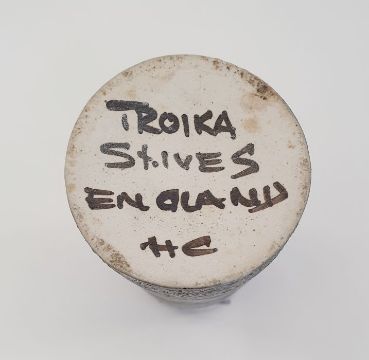 TROIKA
St.IVES
ENGLAND
HC